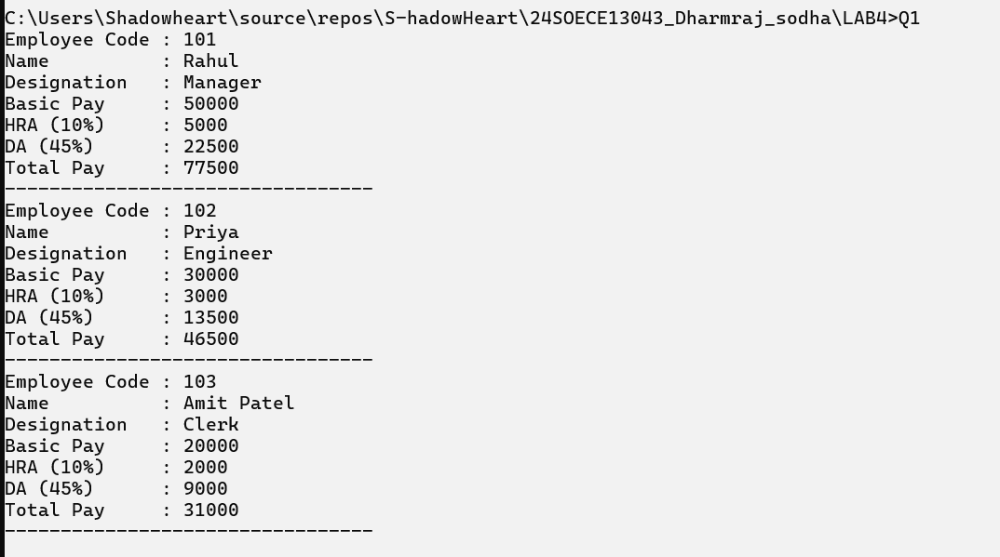 C:\Users\Shadowheart\source\repos\S-hadowHeart\24SOECE13043_Dharmraj_sodha\LAB4>Q1
Employee Code : 101
Name          : Rahul
Designation   : Manager
Basic Pay     : 50000
HRA (10%)     : 5000
DA (45%)      : 22500
Total Pay     : 77500
---------------------------------
Employee Code : 102
Name          : Priya
Designation   : Engineer
Basic Pay     : 30000
HRA (10%)     : 3000
DA (45%)      : 13500
Total Pay     : 46500
---------------------------------
Employee Code : 103
Name          : Amit Patel
Designation   : Clerk
Basic Pay     : 20000
HRA (10%)     : 2000
DA (45%)      : 9000
Total Pay     : 31000
---------------------------------